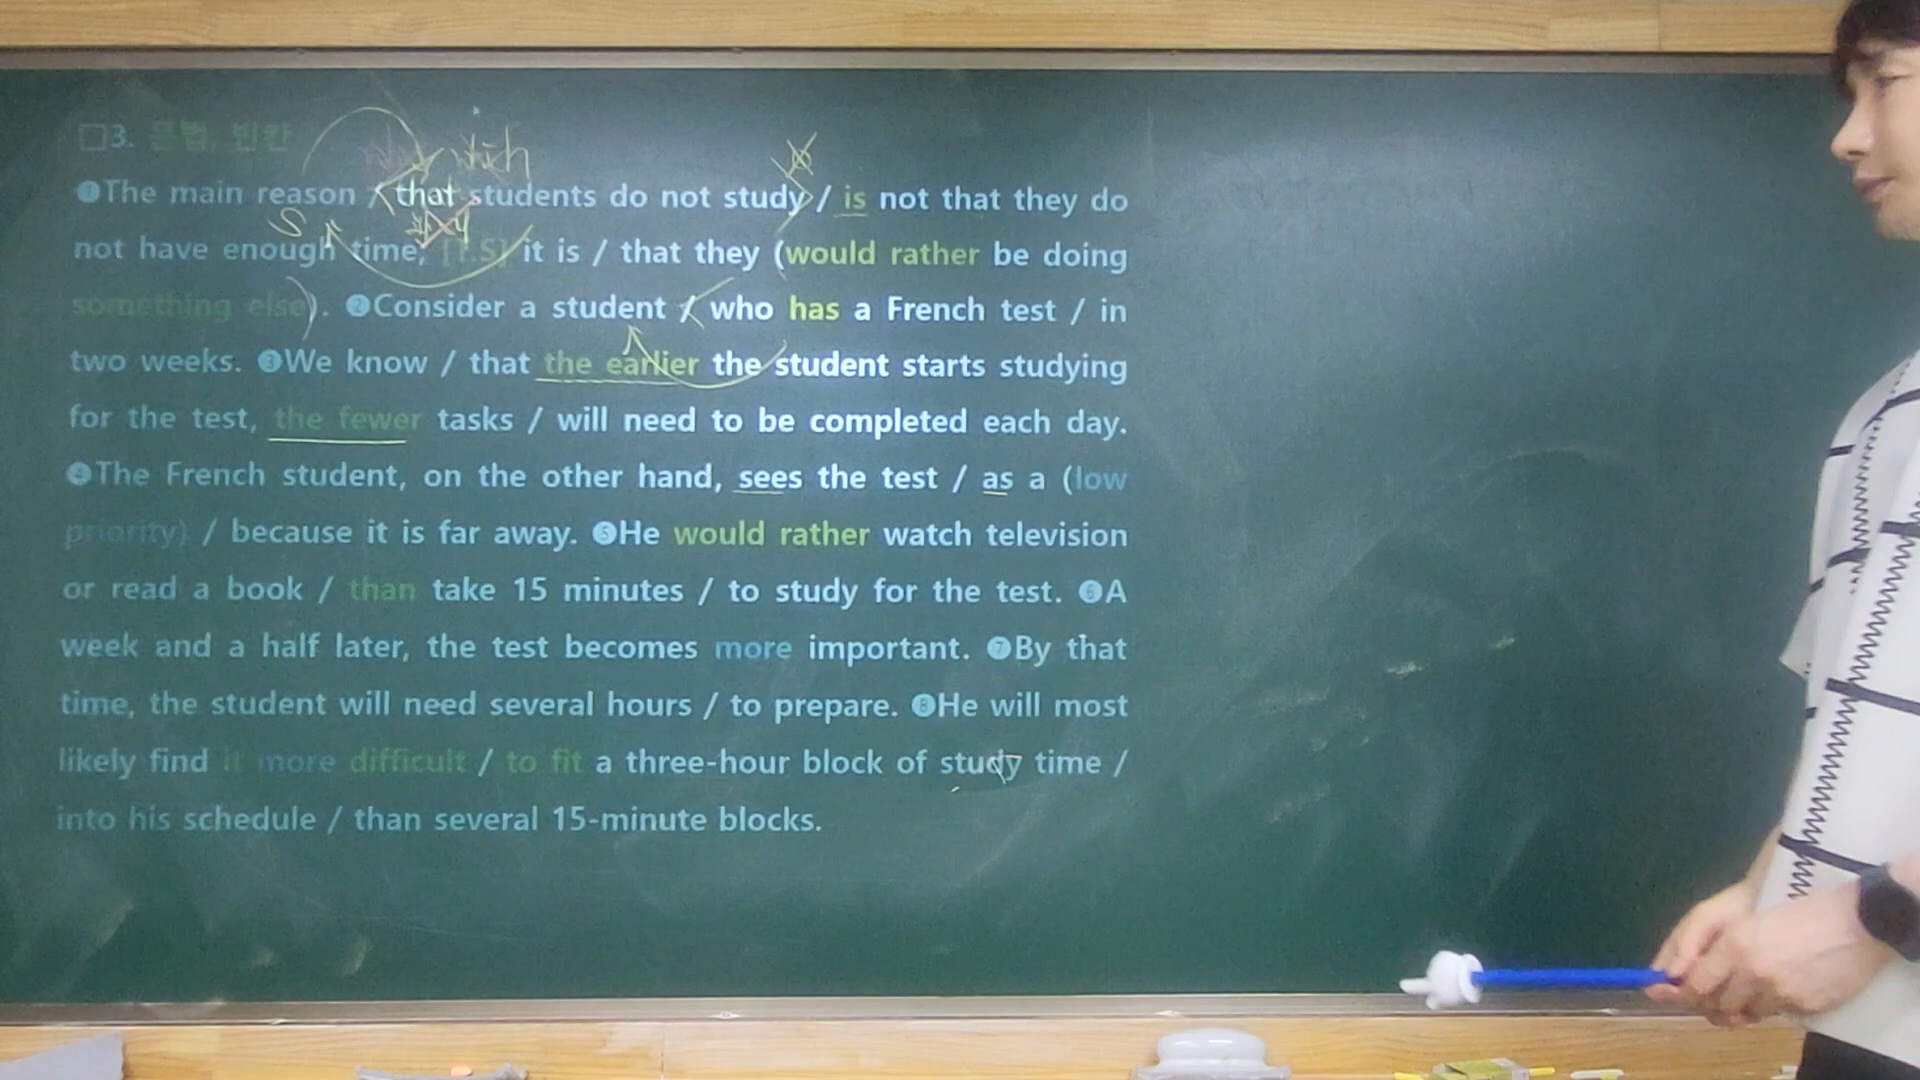 □3. 문법, 빈칸
which
❶The main reason / that students do not study / is not that they do
S why
not have enough time; [T.S] it is / that they (would rather be doing
something else). ❷Consider a student / who has a French test / in
two weeks. ❸We know / that the earlier the student starts studying
for the test, the fewer tasks / will need to be completed each day.
❹The French student, on the other hand, sees the test / as a (low
priority) / because it is far away. ❺He would rather watch television
or read a book / than take 15 minutes / to study for the test. ❻A
week and a half later, the test becomes more important. ❼By that
time, the student will need several hours / to prepare. ❽He will most
likely find it more difficult / to fit a three-hour block of study time /
into his schedule / than several 15-minute blocks.